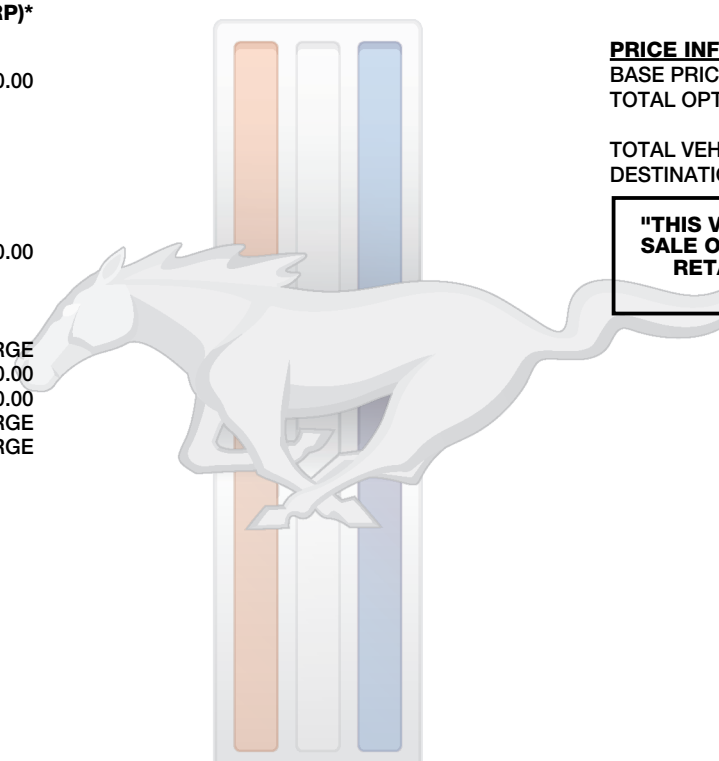 RP)*
0.00
0.00
RGE
0.00
0.00
RGE
RGE
PRICE INF
BASE PRIC
TOTAL OPT
TOTAL VEH
DESTINATIO
"THIS V
SALE O
RETA